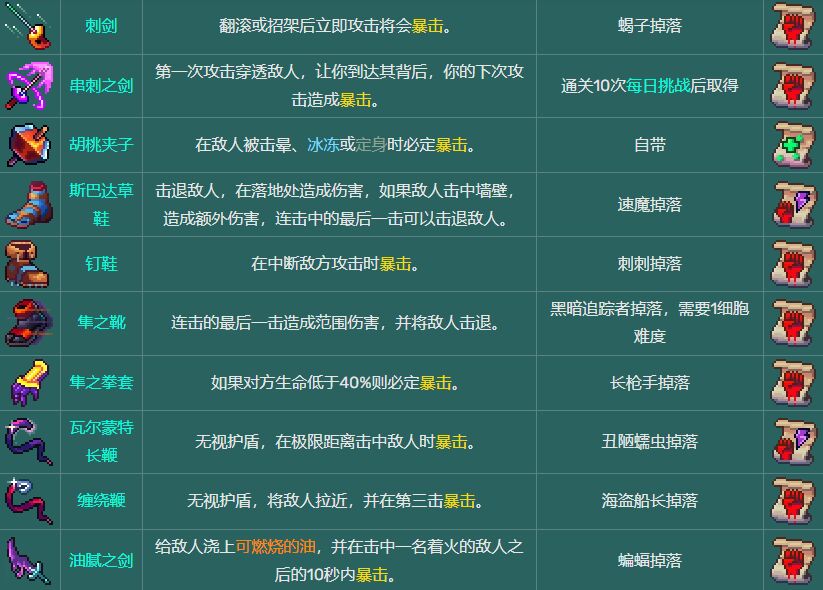 刺剑 翻滚或招架后立即攻击将会暴击。 蝎子掉落
串刺之剑 第一次攻击穿透敌人，让你到达其背后，你的下次攻
击造成暴击。 通关10次每日挑战后取得
胡桃夹子 在敌人被击晕、冰冻或定身时必定暴击。 自带
斯巴达草
鞋 击退敌人，在落地处造成伤害，如果敌人击中墙壁，
造成额外伤害，连击中的最后一击可以击退敌人。 速魔掉落
钉鞋 在中断敌方攻击时暴击。 刺刺掉落
隼之靴 连击的最后一击造成范围伤害，并将敌人击退。 黑暗追踪者掉落，需要1细胞
难度
隼之拳套 如果对方生命低于40%则必定暴击。 长枪手掉落
瓦尔蒙特
长鞭 无视护盾，在极限距离击中敌人时暴击。 丑陋蠕虫掉落
缠绕鞭 无视护盾，将敌人拉近，并在第三击暴击。 海盗船长掉落
油腻之剑 给敌人浇上可燃烧的油，并在击中一名着火的敌人之
后的10秒内暴击。 蝙蝠掉落